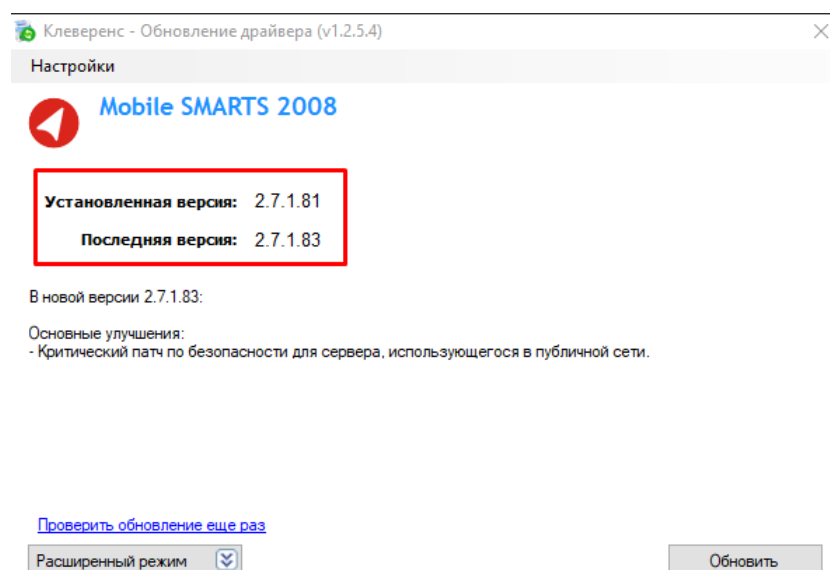 Клеверенс - Обновление драйвера (v1.2.5.4)
Настройки
Mobile SMARTS 2008
Установленная версия: 2.7.1.81
Последняя версия: 2.7.1.83
В новой версии 2.7.1.83:
Основные улучшения:
- Критический патч по безопасности для сервера, использующегося в публичной сети.
Проверить обновление еще раз
Расширенный режим
Обновить